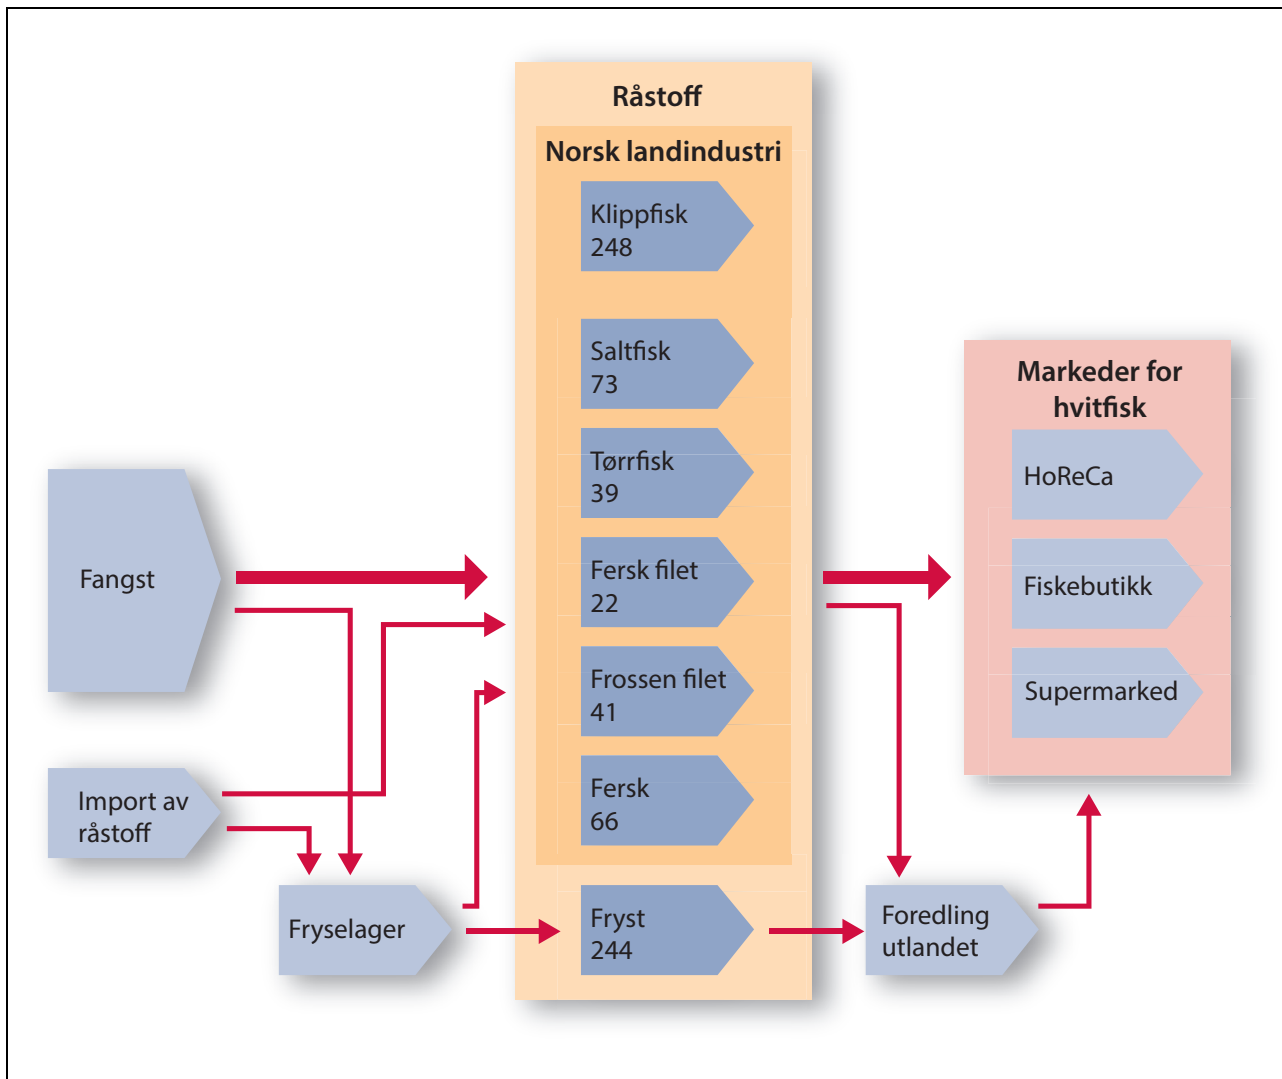 Råstoff
Norsk landindustri
Klippfisk
248
Saltfisk
73
Tørrfisk
39
Fersk filet
22
Frossen filet
41
Fersk
66
Fryst
244
Fangst
Import av
råstoff
Fryselager
Markeder for
hvitfisk
HoReCa
Fiskebutikk
Supermarked
Foredling
utlandet